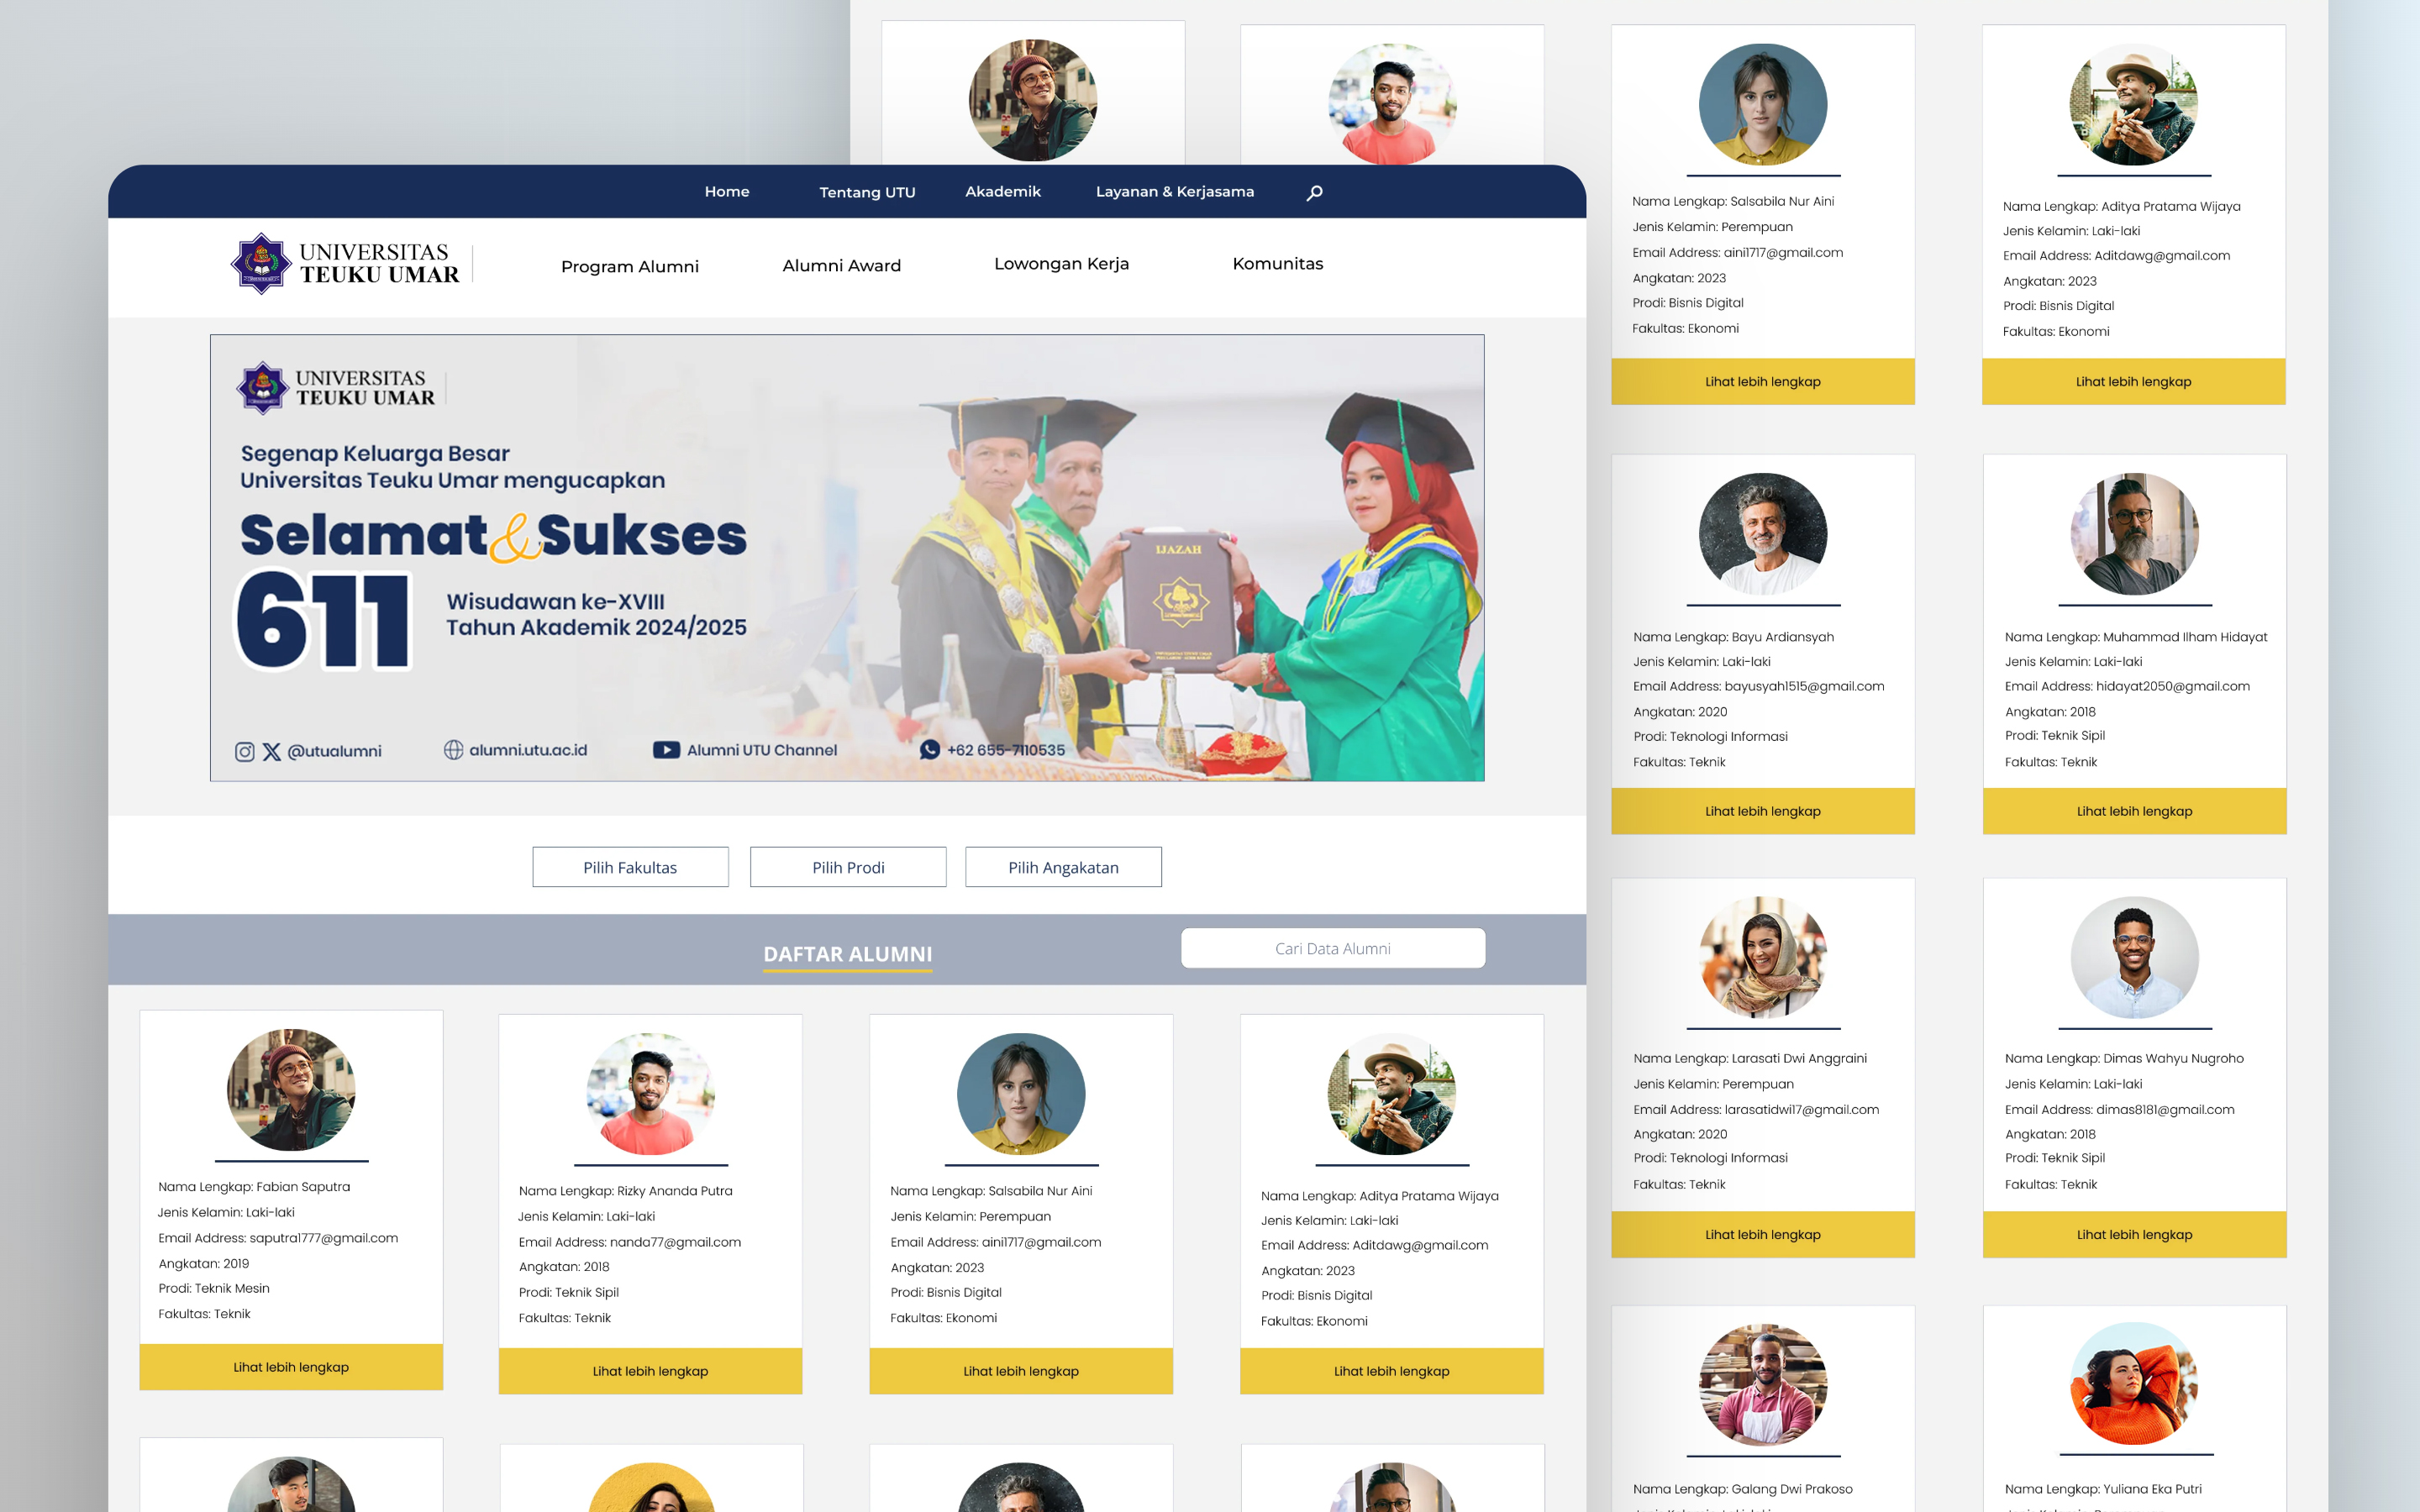 Home
Tentang UTU
Akademik
Layanan & Kerjasama
UNIVERSITAS
TEUKU UMAR
Program Alumni
Alumni Award
Lowongan Kerja
Komunitas
UNIVERSITAS
TEUKU UMAR
Segenap Keluarga Besar
Universitas Teuku Umar mengucapkan
Selamat & Sukses
611
Wisudawan ke-XVIII
Tahun Akademik 2024/2025
IJAZAH
@utualumni
alumni.utu.ac.id
Alumni UTU Channel
+62 655-7110535
Pilih Fakultas
Pilih Prodi
Pilih Angakatan
DAFTAR ALUMNI
Cari Data Alumni
Nama Lengkap: Fabian Saputra
Jenis Kelamin: Laki-laki
Email Address: saputra1777@gmail.com
Angkatan: 2019
Prodi: Teknik Mesin
Fakultas: Teknik
Lihat lebih lengkap
Nama Lengkap: Rizky Ananda Putra
Jenis Kelamin: Laki-laki
Email Address: nanda77@gmail.com
Angkatan: 2018
Prodi: Teknik Sipil
Fakultas: Teknik
Lihat lebih lengkap
Nama Lengkap: Salsabila Nur Aini
Jenis Kelamin: Perempuan
Email Address: aini1717@gmail.com
Angkatan: 2023
Prodi: Bisnis Digital
Fakultas: Ekonomi
Lihat lebih lengkap
Nama Lengkap: Aditya Pratama Wijaya
Jenis Kelamin: Laki-laki
Email Address: Aditdawg@gmail.com
Angkatan: 2023
Prodi: Bisnis Digital
Fakultas: Ekonomi
Lihat lebih lengkap
Nama Lengkap: Salsabila Nur Aini
Jenis Kelamin: Perempuan
Email Address: aini1717@gmail.com
Angkatan: 2023
Prodi: Bisnis Digital
Fakultas: Ekonomi
Lihat lebih lengkap
Nama Lengkap: Aditya Pratama Wijaya
Jenis Kelamin: Laki-laki
Email Address: Aditdawg@gmail.com
Angkatan: 2023
Prodi: Bisnis Digital
Fakultas: Ekonomi
Lihat lebih lengkap
Nama Lengkap: Bayu Ardiansyah
Jenis Kelamin: Laki-laki
Email Address: bayusyah1515@gmail.com
Angkatan: 2020
Prodi: Teknologi Informasi
Fakultas: Teknik
Lihat lebih lengkap
Nama Lengkap: Muhammad Ilham Hidayat
Jenis Kelamin: Laki-laki
Email Address: hidayat2050@gmail.com
Angkatan: 2018
Prodi: Teknik Sipil
Fakultas: Teknik
Lihat lebih lengkap
Nama Lengkap: Larasati Dwi Anggraini
Jenis Kelamin: Perempuan
Email Address: larasatidwi17@gmail.com
Angkatan: 2020
Prodi: Teknologi Informasi
Fakultas: Teknik
Lihat lebih lengkap
Nama Lengkap: Dimas Wahyu Nugroho
Jenis Kelamin: Laki-laki
Email Address: dimas8181@gmail.com
Angkatan: 2018
Prodi: Teknik Sipil
Fakultas: Teknik
Lihat lebih lengkap
Nama Lengkap: Galang Dwi Prakoso
Nama Lengkap: Yuliana Eka Putri